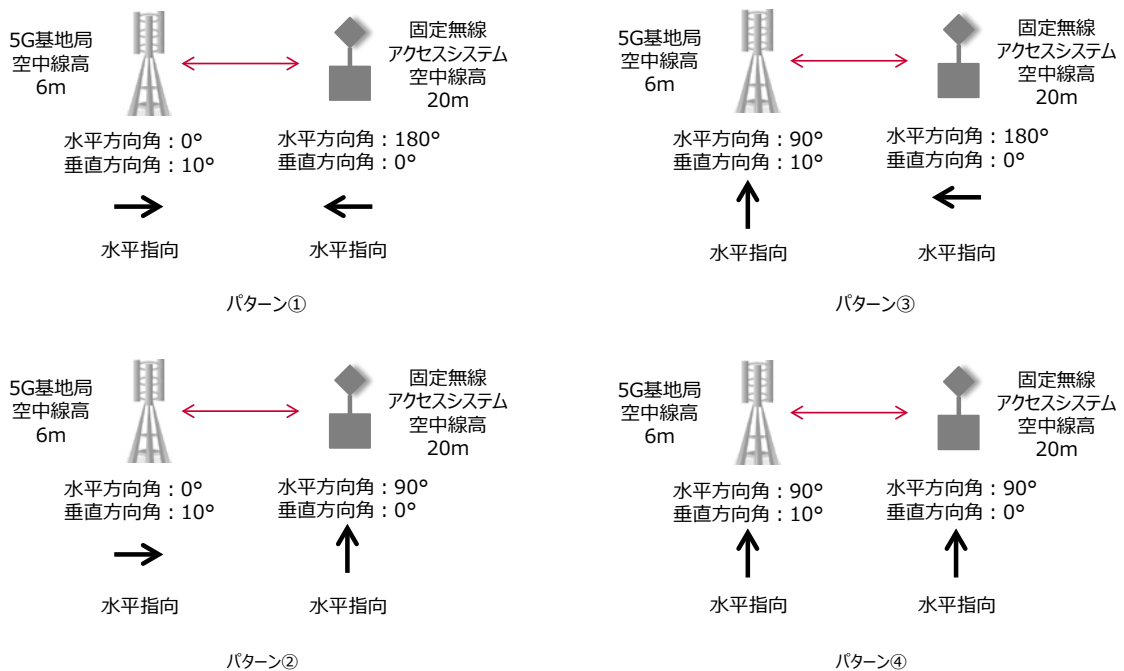 5G基地局
空中線高
6m
固定無線
アクセスシステム
空中線高
20m
水平方向角：0°
垂直方向角：10°
水平方向角：180°
垂直方向角：0°
水平指向
水平指向
パターン①
5G基地局
空中線高
6m
固定無線
アクセスシステム
空中線高
20m
水平方向角：90°
垂直方向角：10°
水平方向角：180°
垂直方向角：0°
水平指向
水平指向
パターン③
5G基地局
空中線高
6m
固定無線
アクセスシステム
空中線高
20m
水平方向角：0°
垂直方向角：10°
水平方向角：90°
垂直方向角：0°
水平指向
水平指向
パターン②
5G基地局
空中線高
6m
固定無線
アクセスシステム
空中線高
20m
水平方向角：90°
垂直方向角：10°
水平方向角：90°
垂直方向角：0°
水平指向
水平指向
パターン④